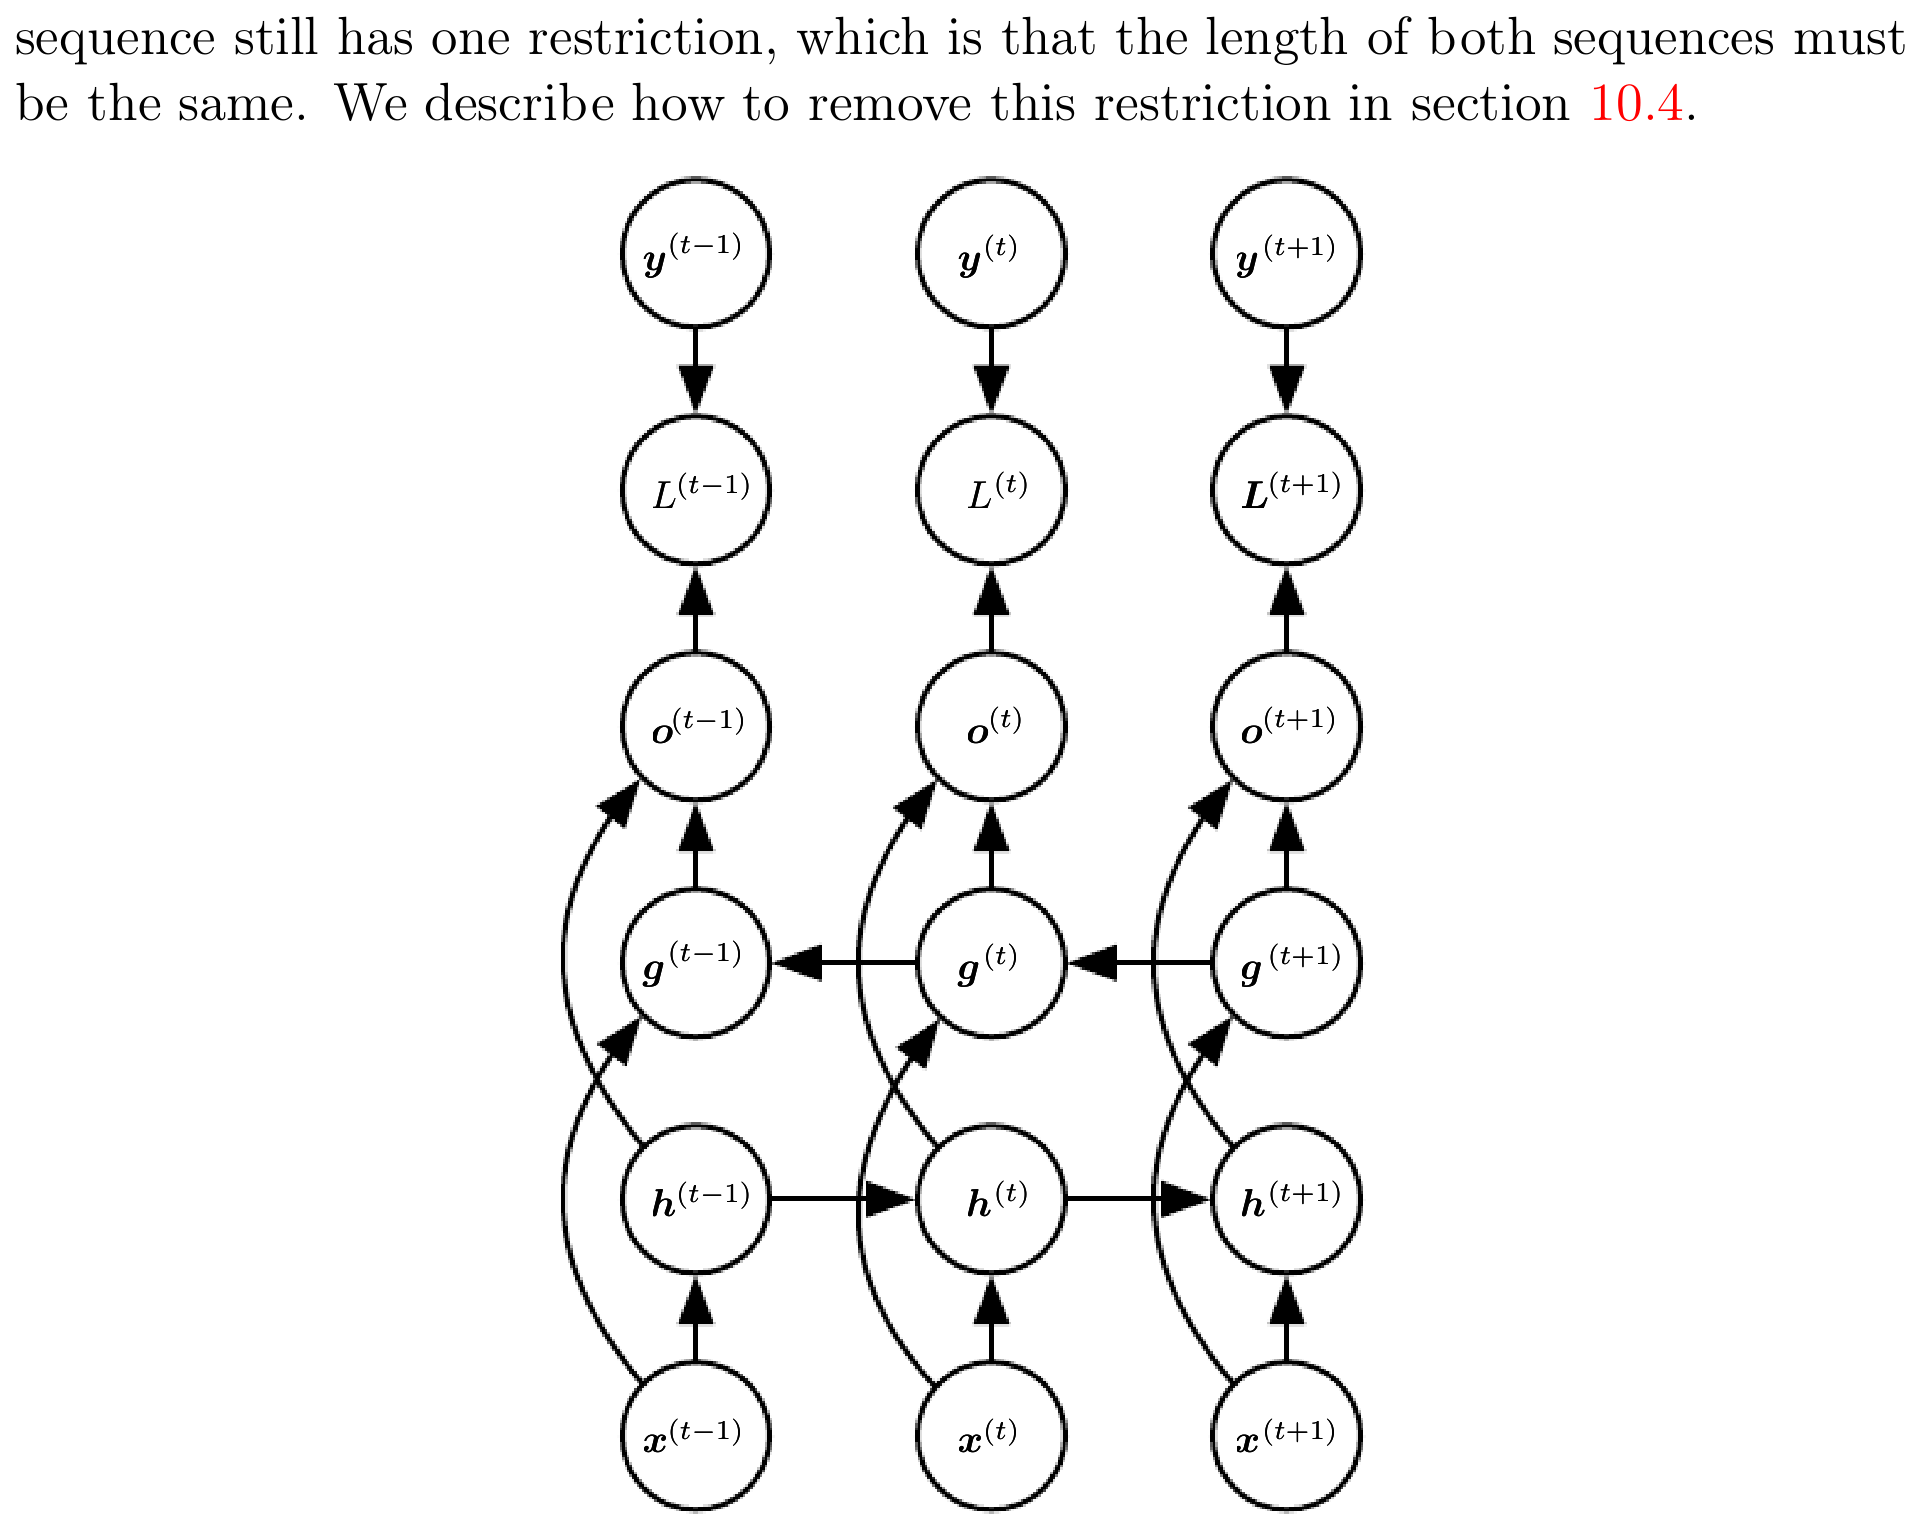 sequence still has one restriction, which is that the length of both sequences must
be the same. We describe how to remove this restriction in section 10.4.
y^(t−1) y^(t) y^(t+1)
L^(t−1) L^(t) L^(t+1)
o^(t−1) o^(t) o^(t+1)
g^(t−1) g^(t) g^(t+1)
h^(t−1) h^(t) h^(t+1)
x^(t−1) x^(t) x^(t+1)